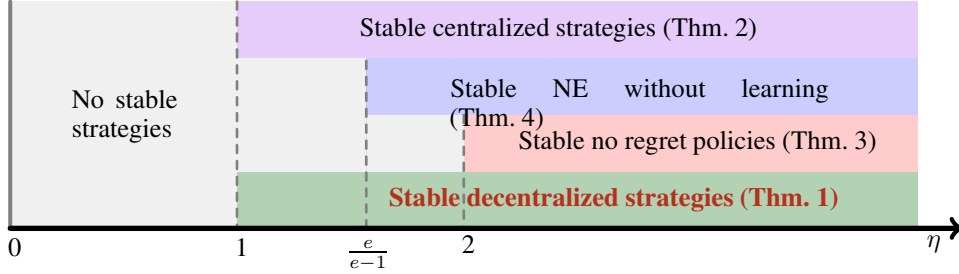 Stable centralized strategies (Thm. 2)
No stable
strategies
Stable NE without learning
(Thm. 4)
Stable no regret policies (Thm. 3)
Stable decentralized strategies (Thm. 1)
0 1 e/(e−1) 2 η